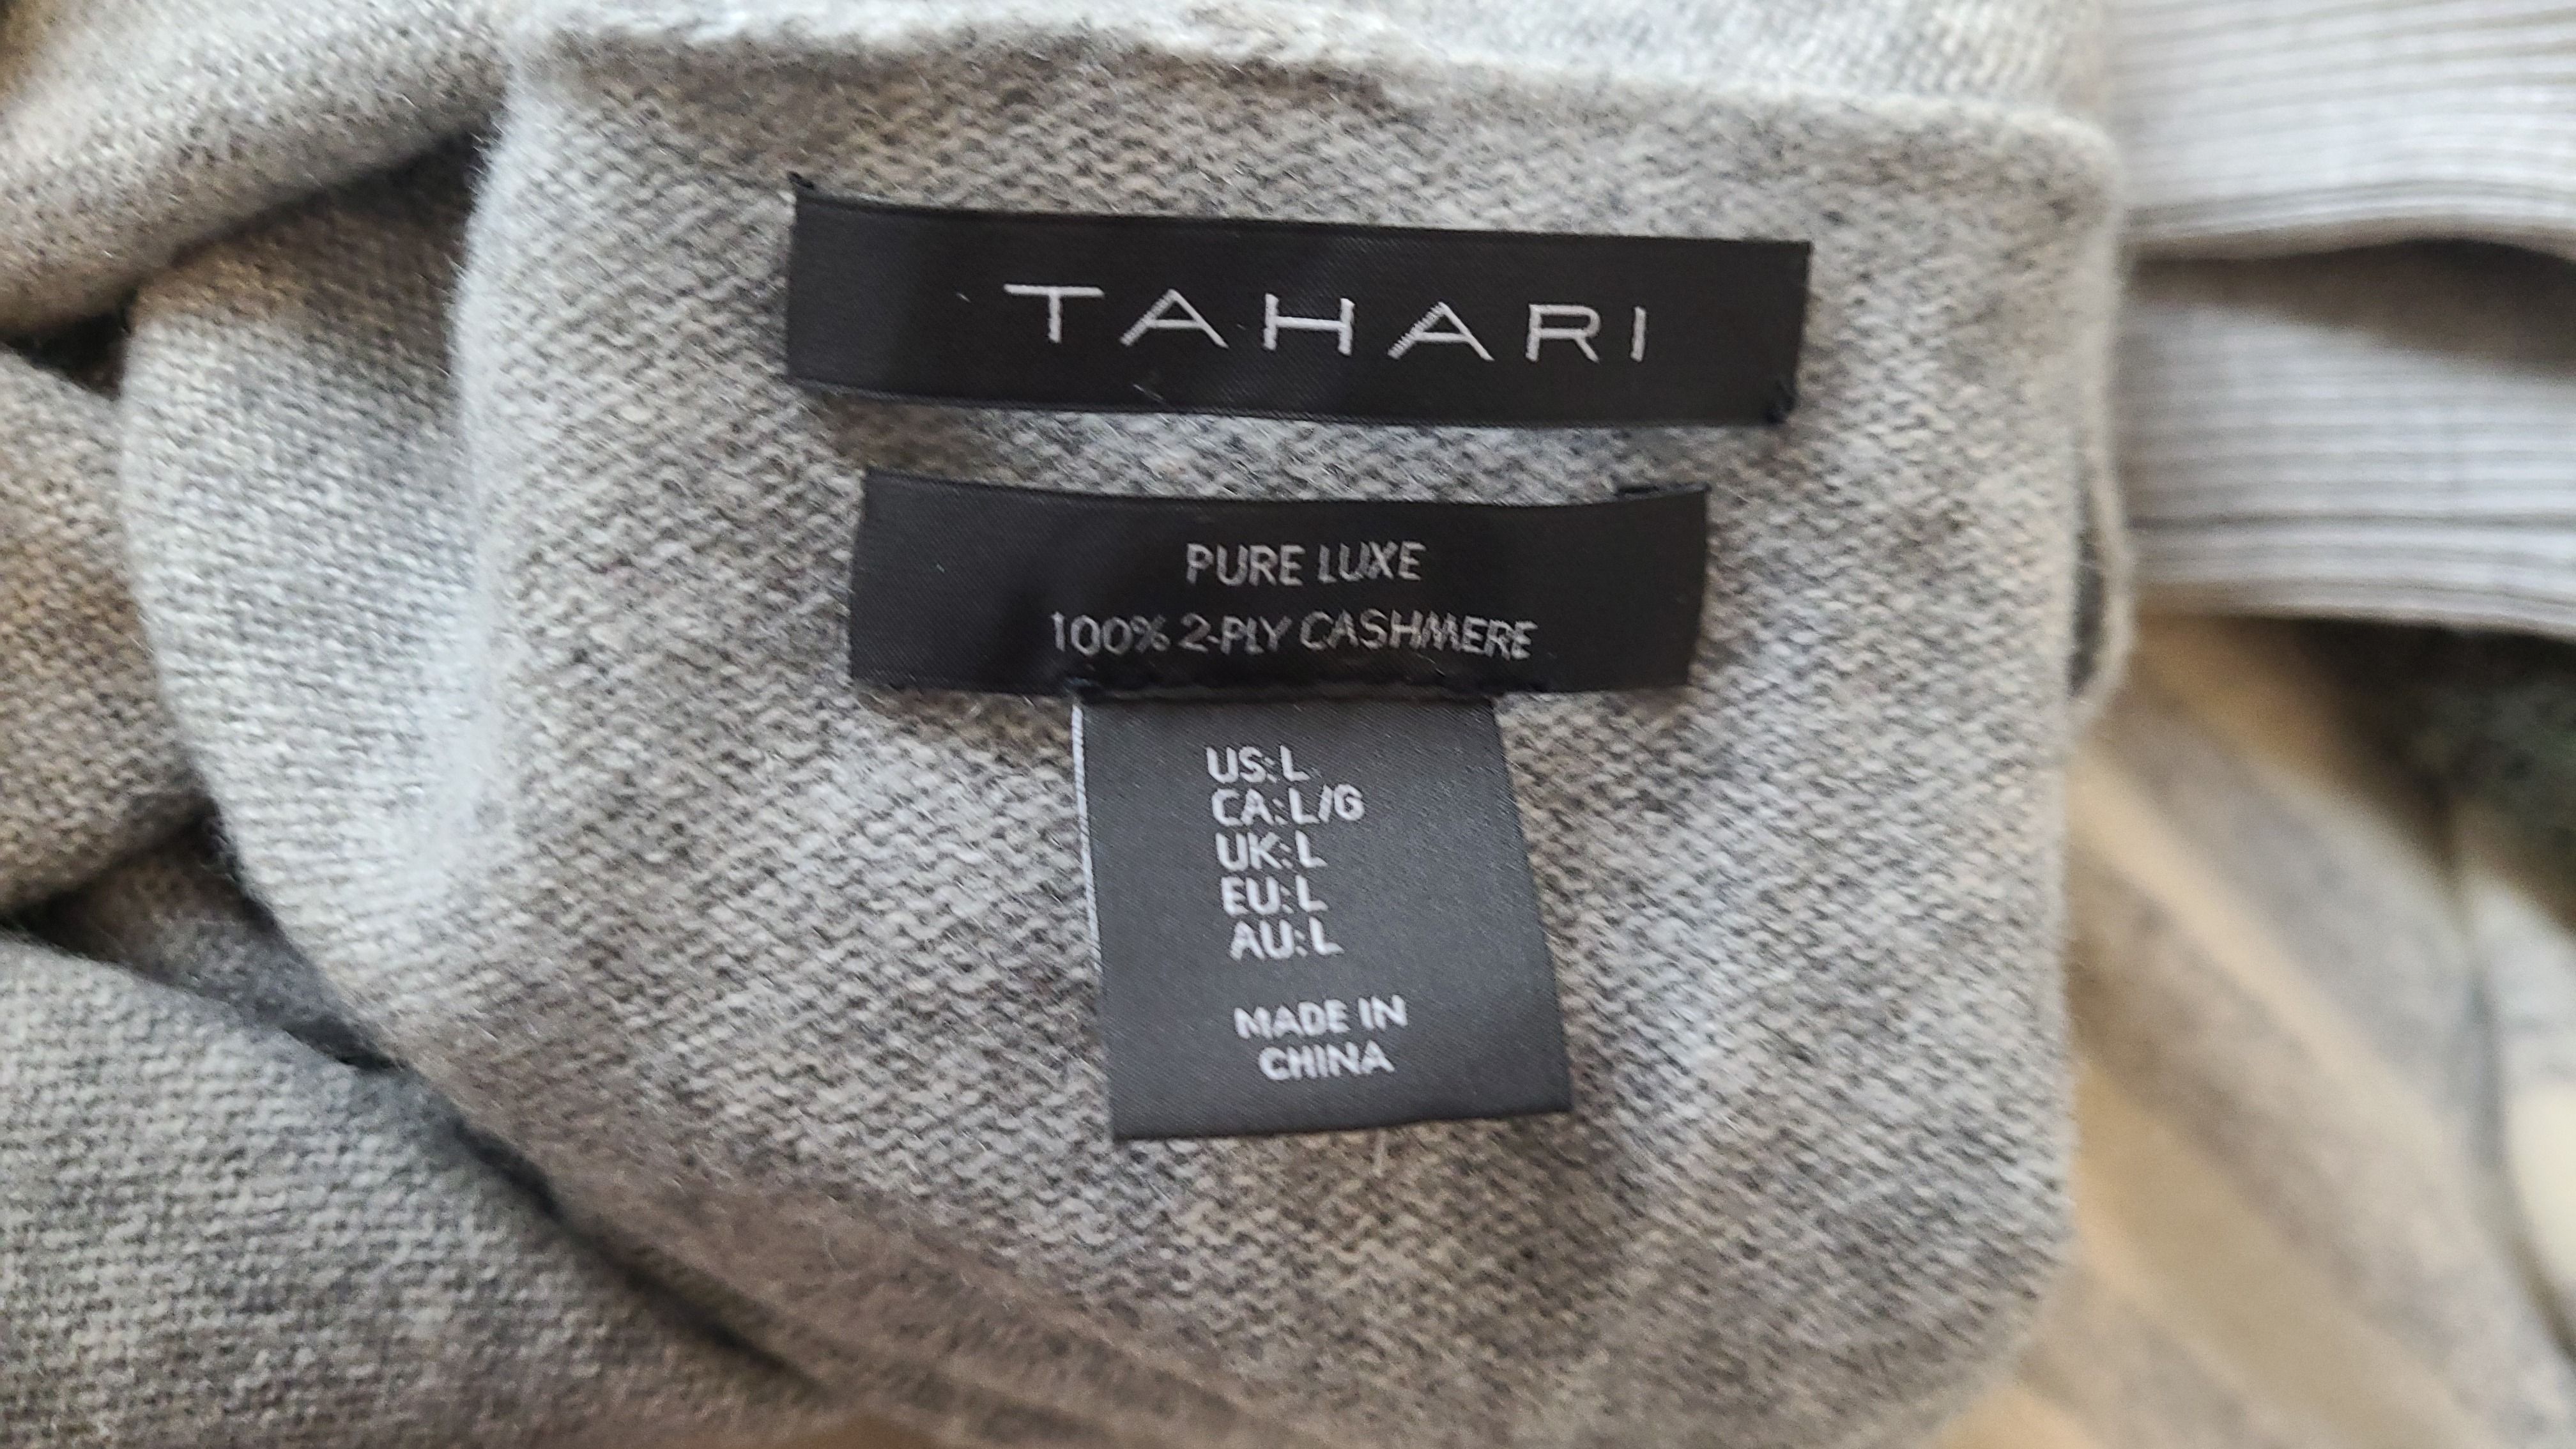 TAHARI
PURE LUXE
100% 2-PLY CASHMERE
US: L
CA: L/G
UK: L
EU: L
AU: L
MADE IN
CHINA